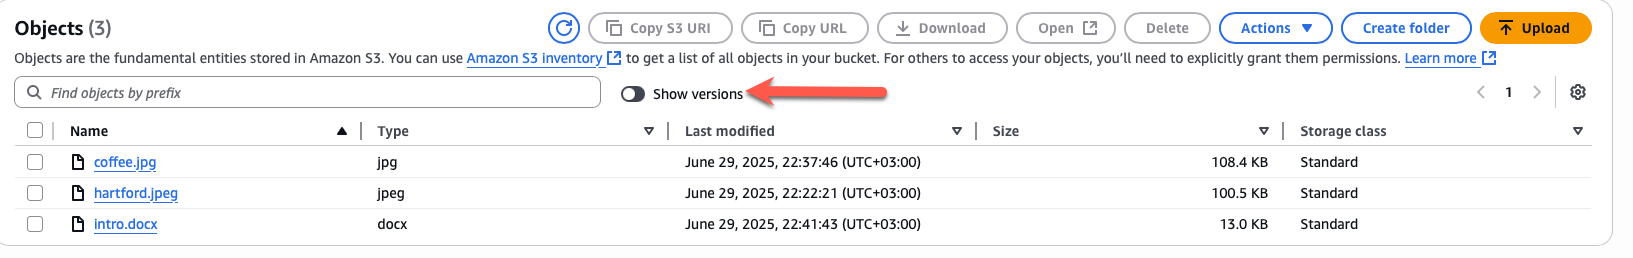 Objects (3)
Copy S3 URI
Copy URL
Download
Open
Delete
Actions
Create folder
Upload
Objects are the fundamental entities stored in Amazon S3. You can use Amazon S3 inventory to get a list of all objects in your bucket. For others to access your objects, you'll need to explicitly grant them permissions. Learn more
Find objects by prefix
Show versions
1
Name Type Last modified Size Storage class
coffee.jpg jpg June 29, 2025, 22:37:46 (UTC+03:00) 108.4 KB Standard
hartford.jpeg jpeg June 29, 2025, 22:22:21 (UTC+03:00) 100.5 KB Standard
intro.docx docx June 29, 2025, 22:41:43 (UTC+03:00) 13.0 KB Standard